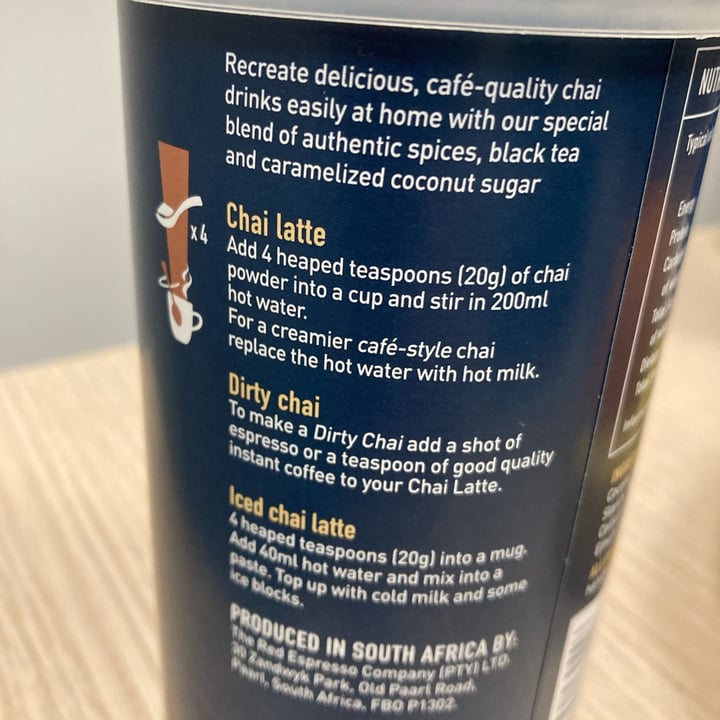 Recreate delicious, café-quality chai
drinks easily at home with our special
blend of authentic spices, black tea
and caramelized coconut sugar
x4
Chai latte
Add 4 heaped teaspoons (20g) of chai
powder into a cup and stir in 200ml
hot water.
For a creamier café-style chai
replace the hot water with hot milk.
Dirty chai
To make a Dirty Chai add a shot of
espresso or a teaspoon of good quality
instant coffee to your Chai Latte.
Iced chai latte
4 heaped teaspoons (20g) into a mug.
Add 40ml hot water and mix into a
paste. Top up with cold milk and some
ice blocks.
PRODUCED IN SOUTH AFRICA BY:
The Red Espresso Company (PTY) LTD.
30 Zandwyk Park, Old Paarl Road,
Paarl, South Africa, FBO P1302.
Typical